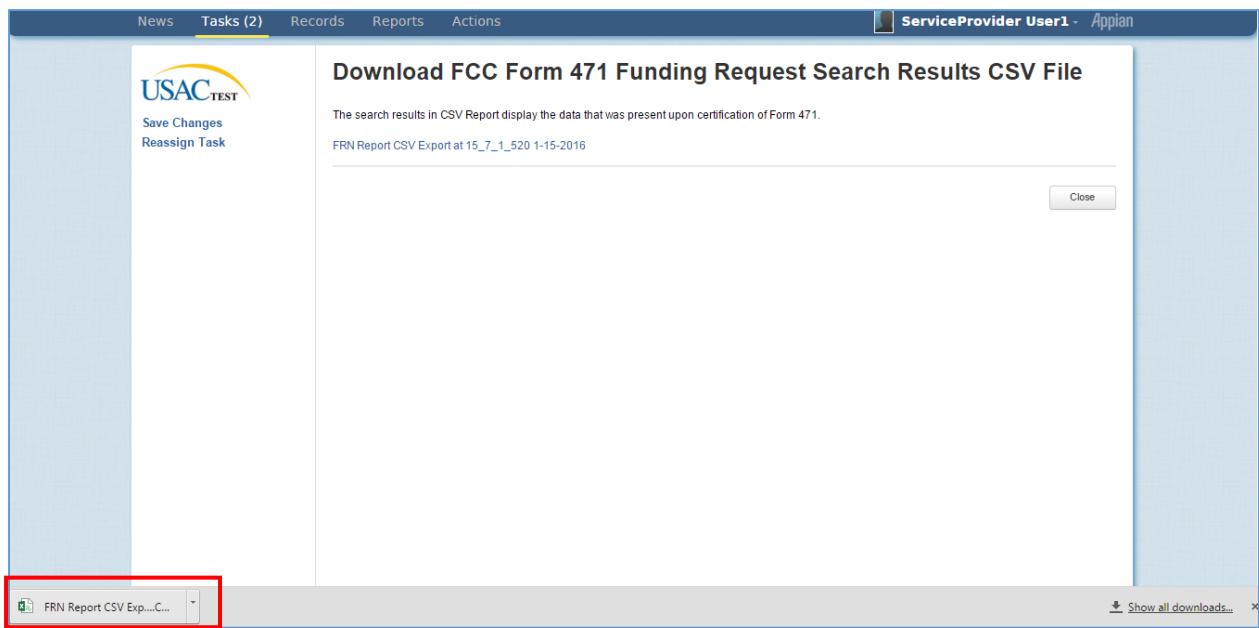 News Tasks (2) Records Reports Actions ServiceProvider User1 - Appian
USAC TEST
Save Changes
Reassign Task
Download FCC Form 471 Funding Request Search Results CSV File
The search results in CSV Report display the data that was present upon certification of Form 471.
FRN Report CSV Export at 15_7_1_520 1-15-2016
Close
FRN Report CSV Exp....C...
Show all downloads...